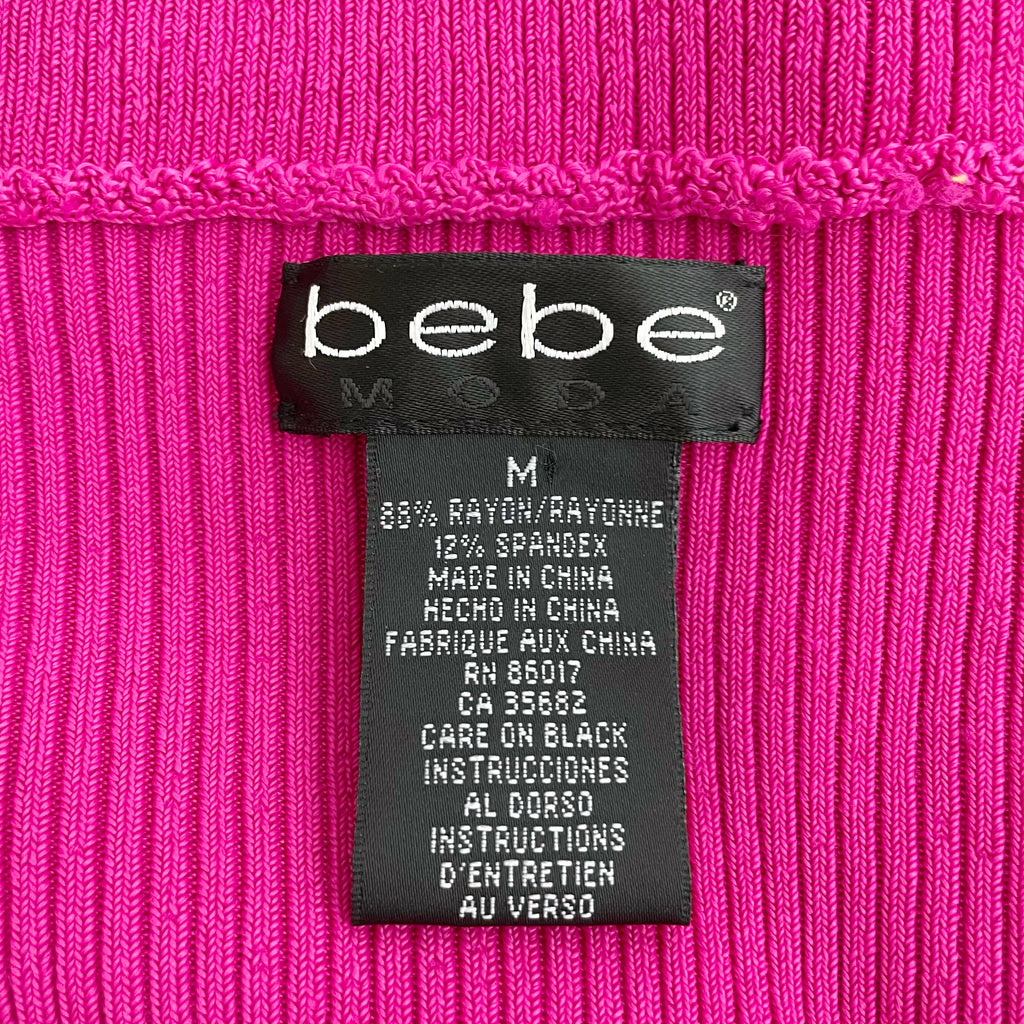 bebe®
MODA
M
88% RAYON/RAYONNE
12% SPANDEX
MADE IN CHINA
HECHO IN CHINA
FABRIQUE AUX CHINA
RN 86017
CA 35682
CARE ON BLACK
INSTRUCCIONES
AL DORSO
INSTRUCTIONS
D'ENTRETIEN
AU VERSO